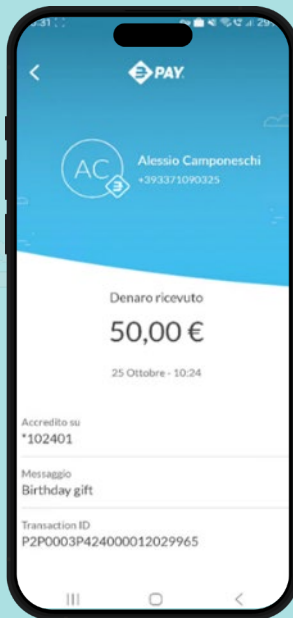 PAY
AC
Alessio Camponeschi
+393371090325
Denaro ricevuto
50,00 €
25 Ottobre - 10:24
Accredito su
*102401
Messaggio
Birthday gift
Transaction ID
P2P0003P424000012029965